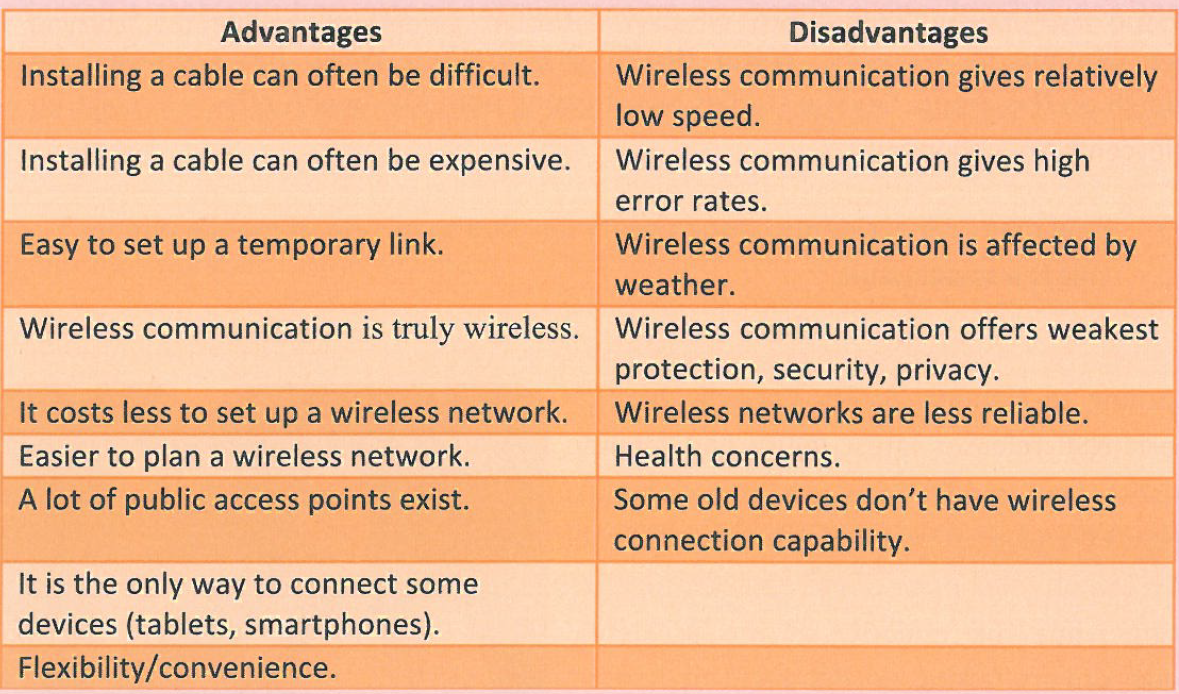 Advantages
Disadvantages
Installing a cable can often be difficult.
Wireless communication gives relatively
low speed.
Installing a cable can often be expensive.
Wireless communication gives high
error rates.
Easy to set up a temporary link.
Wireless communication is affected by
weather.
Wireless communication is truly wireless.
Wireless communication offers weakest
protection, security, privacy.
It costs less to set up a wireless network.
Wireless networks are less reliable.
Easier to plan a wireless network.
Health concerns.
A lot of public access points exist.
Some old devices don't have wireless
connection capability.
It is the only way to connect some
devices (tablets, smartphones).
Flexibility/convenience.